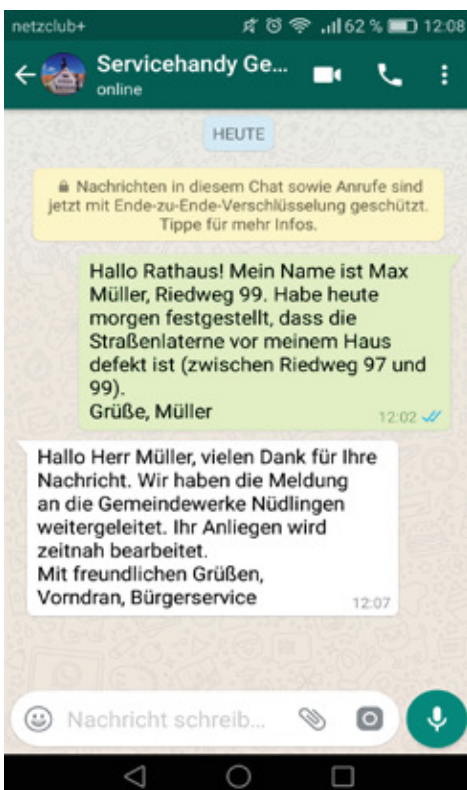 netzclub+ 62 % 12:08
Servicehandy Ge...
online
HEUTE
Nachrichten in diesem Chat sowie Anrufe sind
jetzt mit Ende-zu-Ende-Verschlüsselung geschützt.
Tippe für mehr Infos.
Hallo Rathaus! Mein Name ist Max
Müller, Riedweg 99. Habe heute
morgen festgestellt, dass die
Straßenlaterne vor meinem Haus
defekt ist (zwischen Riedweg 97 und
99).
Grüße, Müller
12:02
Hallo Herr Müller, vielen Dank für Ihre
Nachricht. Wir haben die Meldung
an die Gemeindewerke Nüdlingen
weitergeleitet. Ihr Anliegen wird
zeitnah bearbeitet.
Mit freundlichen Grüßen,
Vorndran, Bürgerservice
12:07
Nachricht schreib...